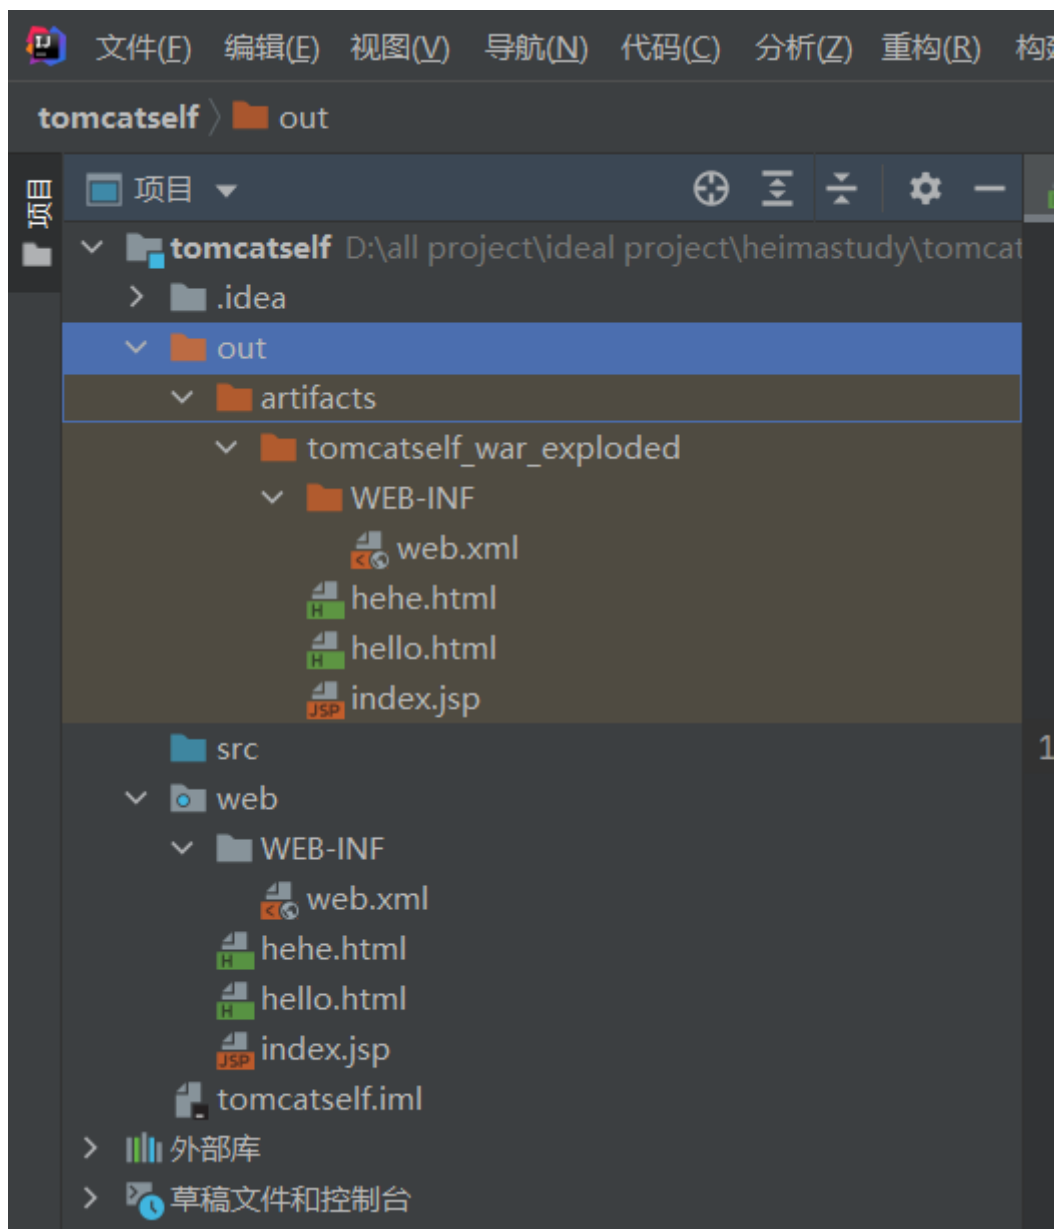 文件(F) 编辑(E) 视图(V) 导航(N) 代码(C) 分析(Z) 重构(R) 构
tomcatself 〉 out
项目
项目
tomcatself D:\all project\ideal project\heimastudy\tomcat
.idea
out
artifacts
tomcatself_war_exploded
WEB-INF
web.xml
hehe.html
hello.html
index.jsp
src
1
web
WEB-INF
web.xml
hehe.html
hello.html
index.jsp
tomcatself.iml
外部库
草稿文件和控制台